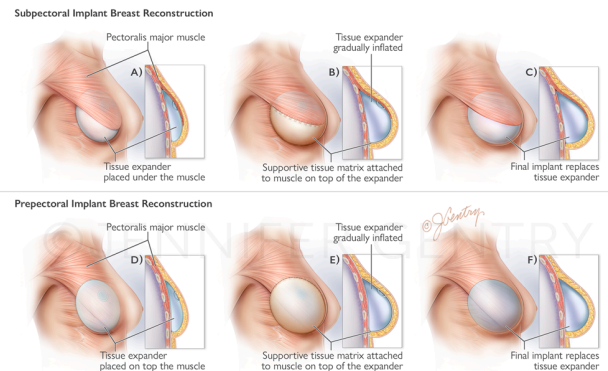 Subpectoral Implant Breast Reconstruction
Pectoralis major muscle
A)
Tissue expander
placed under the muscle
Tissue expander
gradually inflated
B)
Supportive tissue matrix attached
to muscle on top of the expander
C)
Final implant replaces
tissue expander
Prepectoral Implant Breast Reconstruction
©JGentry
© JENNIFER GENTRY
Pectoralis major muscle
D)
Tissue expander
placed on top the muscle
Tissue expander
gradually inflated
E)
Supportive tissue matrix attached
to muscle on top of the expander
F)
Final implant replaces
tissue expander